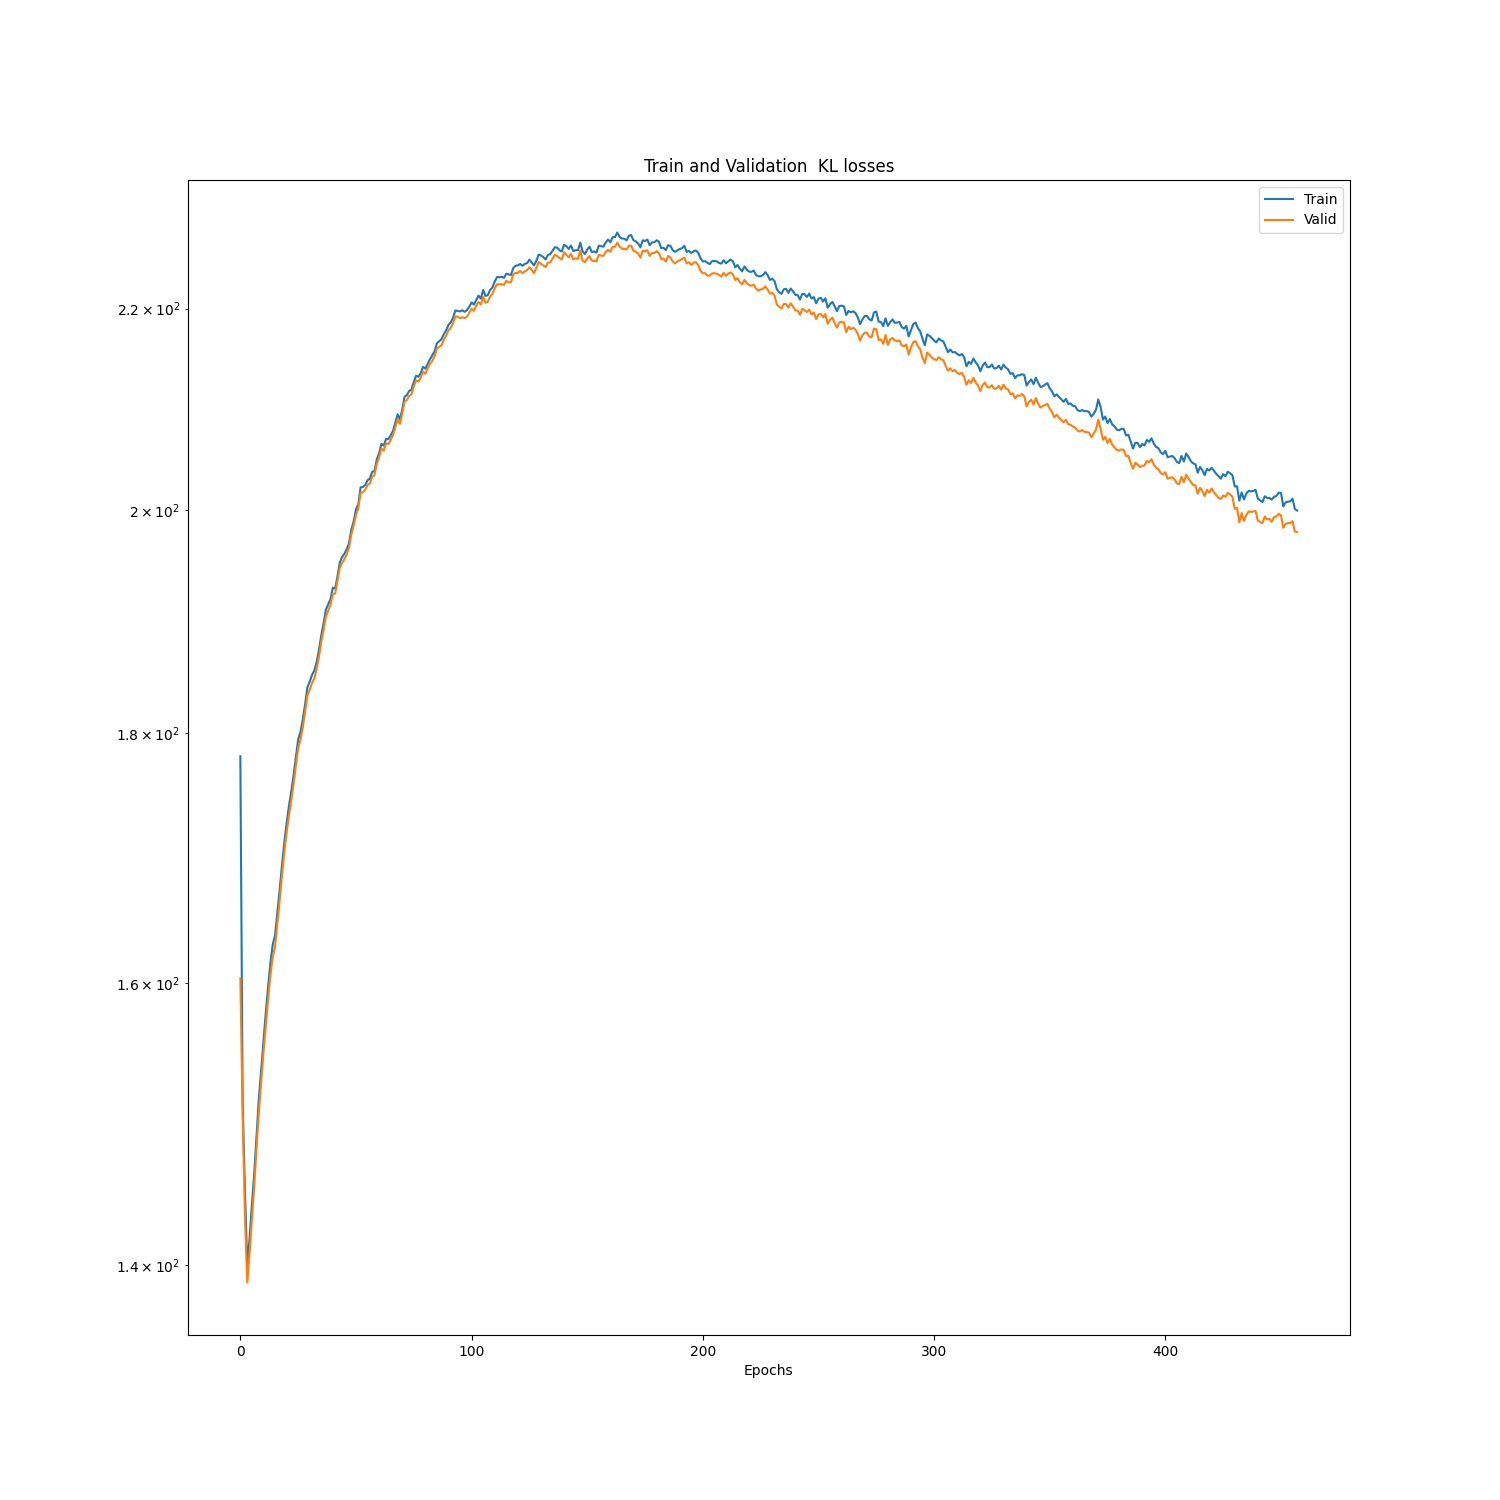 Train and Validation  KL losses
Train
Valid
2.2 × 10²
2 × 10²
1.8 × 10²
1.6 × 10²
1.4 × 10²
0 100 200 300 400
Epochs